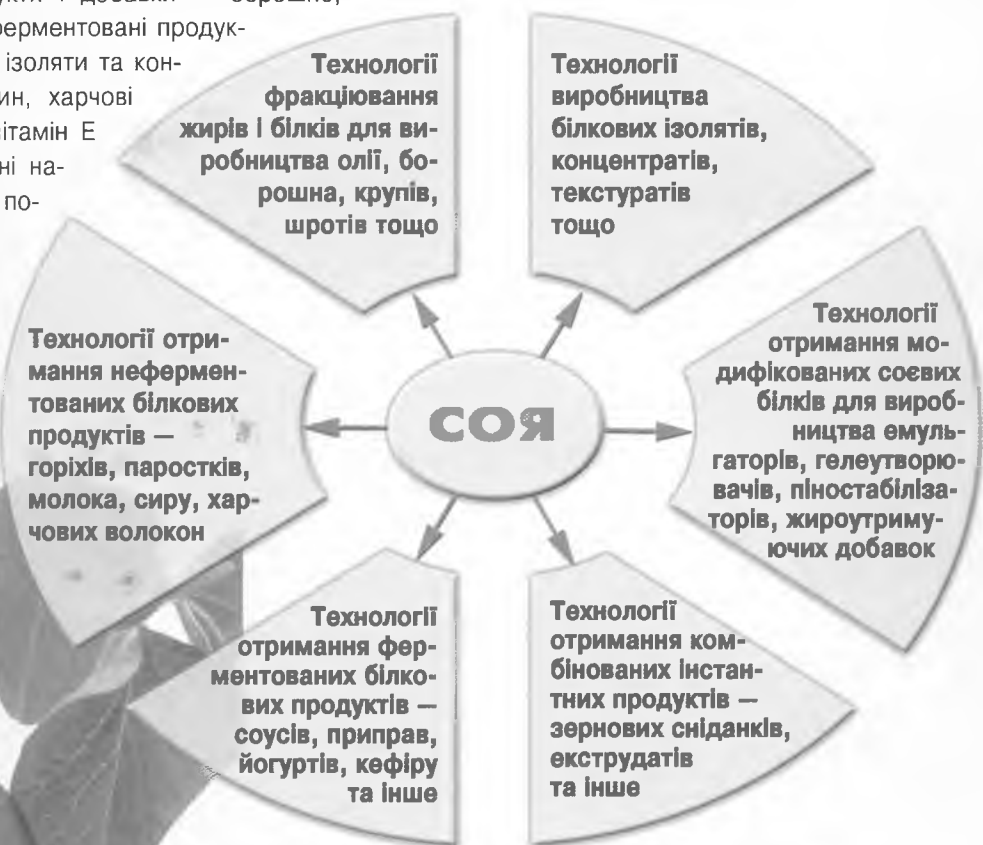 ферментовані продук-
ізоляти та кон-
харчові
вітамін Е
на-
по-
Технології
фракціювання
жирів і білків для ви-
робництва олії, бо-
рошна, крупів,
шротів тощо
Технології
виробництва
білкових ізолятів,
концентратів,
текстуратів
тощо
Технології отри-
мання нефермен-
тованих білкових
продуктів —
горіхів, паростків,
молока, сиру, хар-
чових волокон
СОЯ
Технології
отримання мо-
дифікованих соєвих
білків для вироб-
ництва емуль-
гаторів, гелеутворю-
вачів, піностабіліза-
торів, жироутриму-
ючих добавок
Технології
отримання фер-
ментованих білко-
вих продуктів —
соусів, приправ,
йогуртів, кефіру
та інше
Технології
отримання ком-
бінованих інстан-
тних продуктів —
зернових сніданків,
екструдатів
та інше